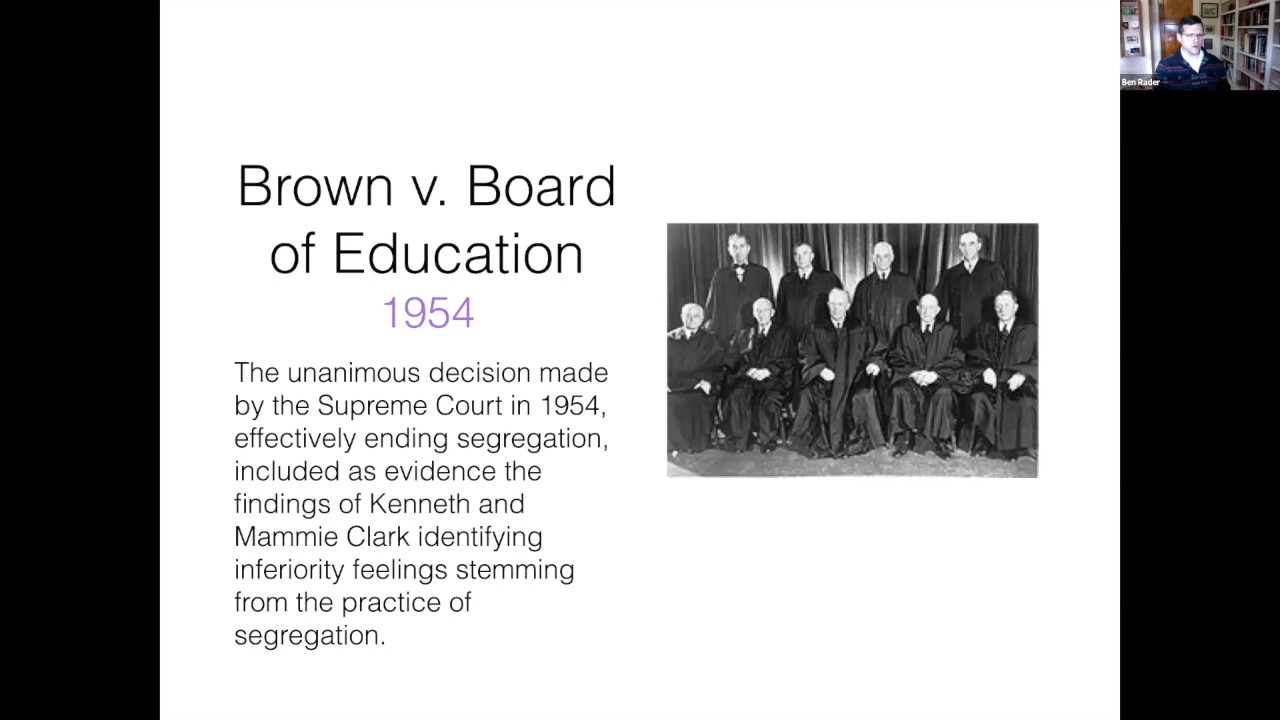 Ben Rader
Brown v. Board
of Education
1954
The unanimous decision made
by the Supreme Court in 1954,
effectively ending segregation,
included as evidence the
findings of Kenneth and
Mammie Clark identifying
inferiority feelings stemming
from the practice of
segregation.